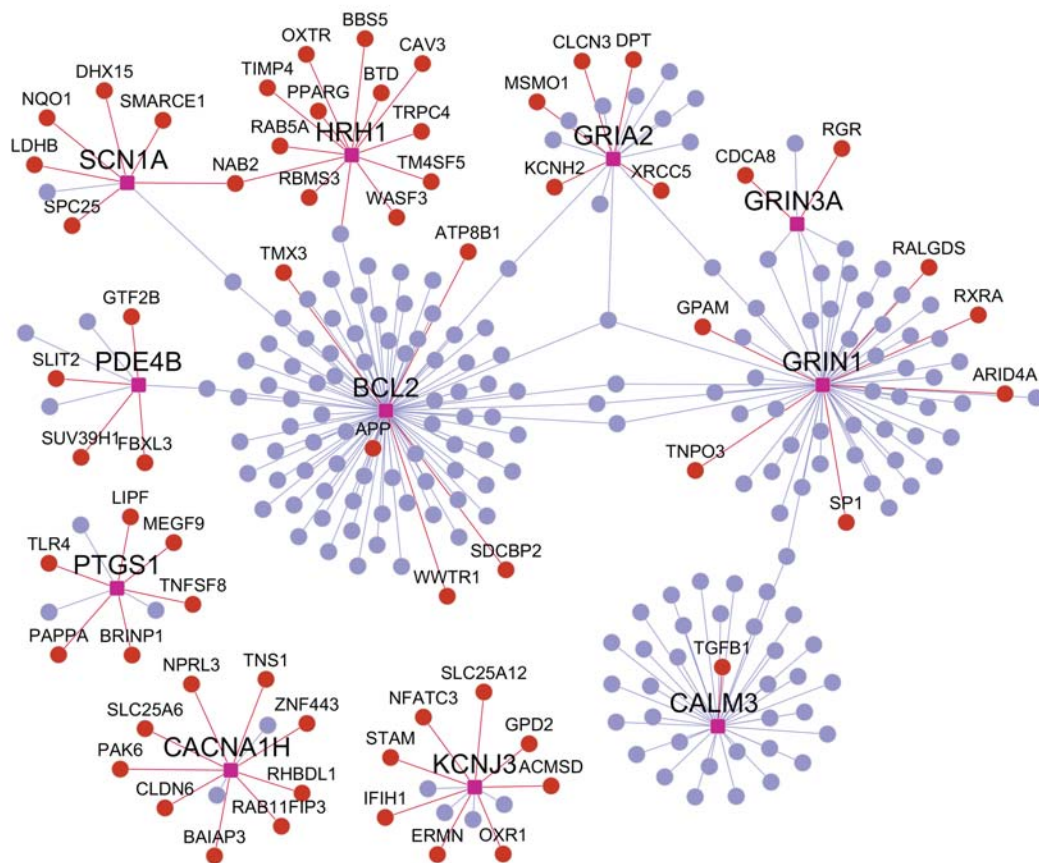 BBS5
OXTR
CLCN3
DPT
DHX15
TIMP4
CAV3
MSMO1
NQO1
SMARCE1
PPARG
BTD
RGR
RAB5A
HRH1
TRPC4
GRIA2
CDCA8
LDHB
SCN1A
NAB2
TM4SF5
KCNH2
XRCC5
SPC25
RBMS3
WASF3
GRIN3A
ATP8B1
TMX3
RALGDS
GTF2B
GPAM
RXRA
SLIT2
PDE4B
BCL2
GRIN1
ARID4A
APP
SUV39H1
FBXL3
TNPO3
LIPF
MEGF9
SP1
TLR4
PTGS1
SDCBP2
WWTR1
TNFSF8
PAPPA
BRINP1
TGFB1
NPRL3
TNS1
SLC25A12
NFATC3
CALM3
SLC25A6
ZNF443
GPD2
STAM
CACNA1H
KCNJ3
PAK6
ACMSD
RHBDL1
CLDN6
IFIH1
RAB11FIP3
BAIAP3
ERMN
OXR1